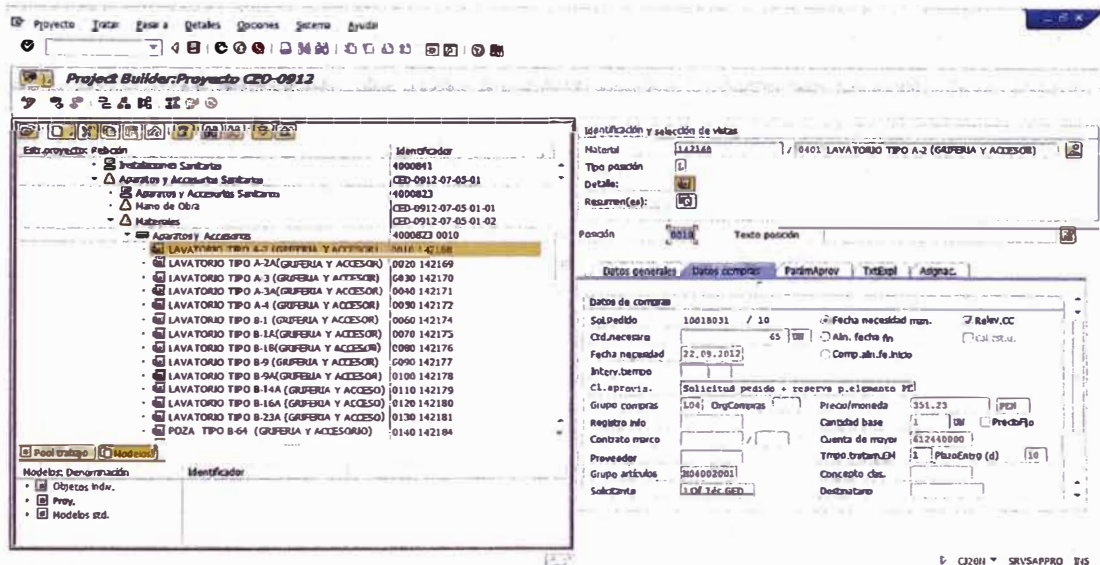 Proyecto Tratar Pasar a Detalles Opciones Sistema Ayuda
Project Builder:Proyecto CED-0912
Estr.proyecto: Relación Identificador
Instalaciones Sanitarias 4000841
Aparatos y Accesorios Sanitarios CED-0912-07-05-01
Aparatos y Accesorios Sanitarios 4000823
Mano de Obra CED-0912-07-05-01-01
Materiales CED-0912-07-05-01-02
Aparatos y Accesorios 4000823 0010
LAVATORIO TIPO A-2 (GRIFERIA Y ACCESOR) 0010 142168
LAVATORIO TIPO A-2A(GRIFERIA Y ACCESOR) 0020 142169
LAVATORIO TIPO A-3 (GRIFERIA Y ACCESOR) 0030 142170
LAVATORIO TIPO A-3A(GRIFERIA Y ACCESOR) 0040 142171
LAVATORIO TIPO A-4 (GRIFERIA Y ACCESOR) 0050 142172
LAVATORIO TIPO B-1 (GRIFERIA Y ACCESOR) 0060 142174
LAVATORIO TIPO B-1A(GRIFERIA Y ACCESOR) 0070 142175
LAVATORIO TIPO B-1B(GRIFERIA Y ACCESOR) 0080 142176
LAVATORIO TIPO B-9 (GRIFERIA Y ACCESOR) 0090 142177
LAVATORIO TIPO B-9A(GRIFERIA Y ACCESOR) 0100 142178
LAVATORIO TIPO B-14A (GRIFERIA Y ACCESO) 0110 142179
LAVATORIO TIPO B-16A (GRIFERIA Y ACCESO) 0120 142180
LAVATORIO TIPO B-23A (GRIFERIA Y ACCESO) 0130 142181
POZA TIPO B-64 (GRIFERIA Y ACCESORIO) 0140 142184
Pool trabajo Modelos
Modelos: Denominación Identificador
Objetos indiv.
Proy.
Modelos std.
Identificación y selección de vistas
Material 142168 / 0401 LAVATORIO TIPO A-2 (GRIFERIA Y ACCESOR)
Tipo posición L
Detalle:
Resumen(es):
Posición 0010 Texto posición
Datos generales Datos compras ParámAprov TxtExpl Asignac.
Datos de compras
Sol.pedido 10018031 / 10 Fecha necesidad man. Relev.CC
Ctd.necesaria 65 UN Alin. fecha fin
Fecha necesidad 22.09.2012 Comp.alin.fe.inicio
Interv.tiempo
Cl.aprovis. Solicitud pedido + reserva p.elemento PE
Grupo compras L04 OrgCompras Precio/moneda 351.23 PEN
Registro info Cantidad base 1 UN PrecioFijo
Contrato marco / Cuenta de mayor 612440000
Proveedor Tmpo.tratam.EM 1 PlazoEntre (d) 10
Grupo artículos M04002001 Concepto clas.
Solicitante Of.Téc.GED Destinatario
CJ20N SRVSAPPRO INS